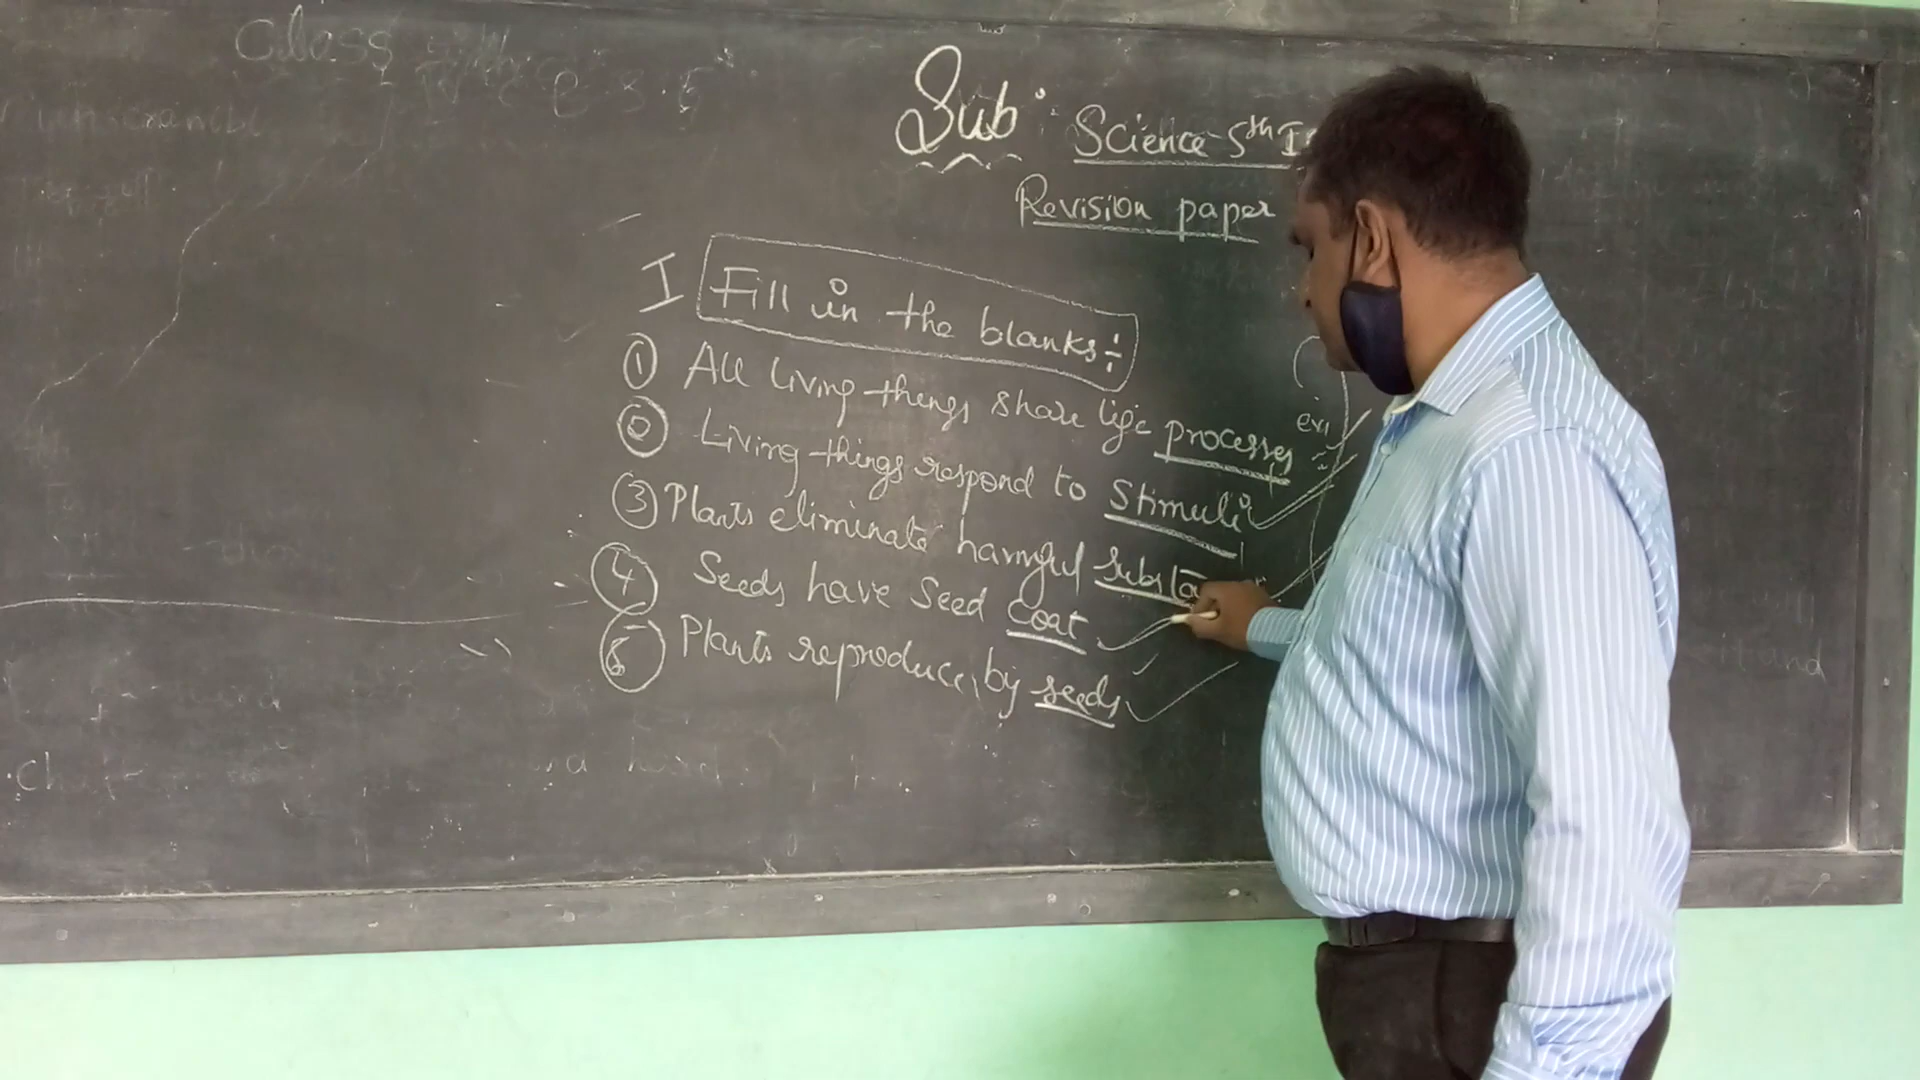 Class
Sub: Science-5th
Revision paper
I Fill in the blanks:
① All living things share life processes
② Living things respond to stimuli
③ Plants eliminate harmful substa
④ Seeds have seed coat
⑤ Plants reproduce by seeds